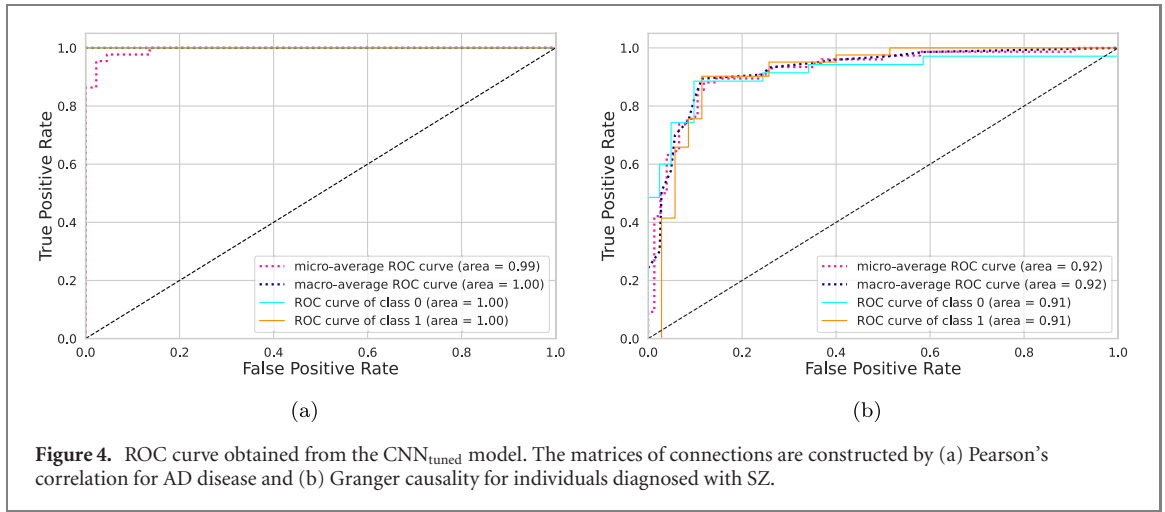 1.0
0.8
0.6
0.4
0.2
0.0
True Positive Rate
0.0 0.2 0.4 0.6 0.8 1.0
False Positive Rate
micro-average ROC curve (area = 0.99)
macro-average ROC curve (area = 1.00)
ROC curve of class 0 (area = 1.00)
ROC curve of class 1 (area = 1.00)
(a)
1.0
0.8
0.6
0.4
0.2
0.0
True Positive Rate
0.0 0.2 0.4 0.6 0.8 1.0
False Positive Rate
micro-average ROC curve (area = 0.92)
macro-average ROC curve (area = 0.92)
ROC curve of class 0 (area = 0.91)
ROC curve of class 1 (area = 0.91)
(b)
Figure 4. ROC curve obtained from the CNNtuned model. The matrices of connections are constructed by (a) Pearson's
correlation for AD disease and (b) Granger causality for individuals diagnosed with SZ.